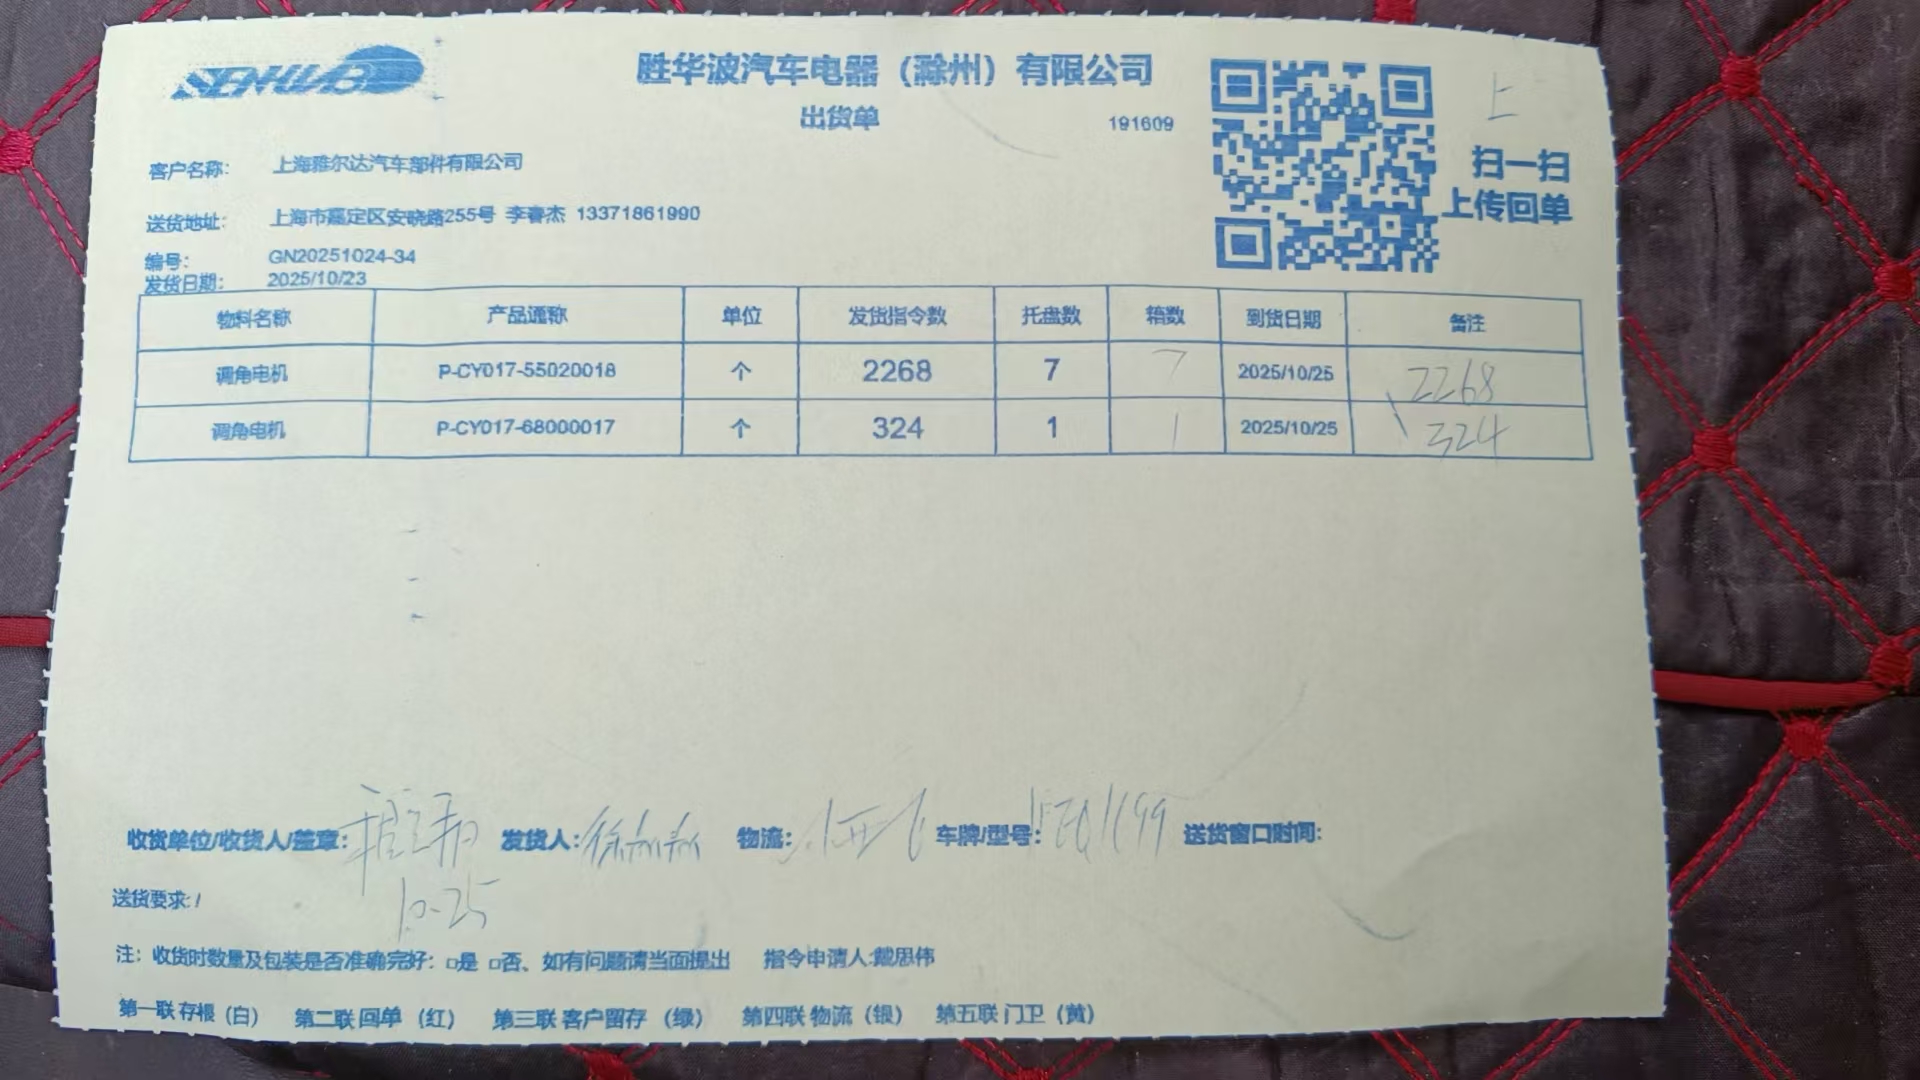 SENHWAB
胜华波汽车电器（滁州）有限公司
出货单
191609
上
扫一扫
上传回单
客户名称： 上海雅尔达汽车部件有限公司
送货地址： 上海市嘉定区安晓路255号 李春杰 13371861990
编号： GN20251024-34
发货日期： 2025/10/23
物料名称 产品通称 单位 发货指令数 托盘数 箱数 到货日期 备注
调角电机 P-CY017-55020018 个 2268 7 7 2025/10/25 2268
调角电机 P-CY017-68000017 个 324 1 1 2025/10/25 324
收货单位/收货人/盖章： 发货人： 物流： 车牌/型号： 送货窗口时间：
10-25
送货要求：/
注：收货时数量及包装是否准确完好：□是 □否、如有问题请当面提出 指令申请人:戴思伟
第一联 存根（白） 第二联 回单（红） 第三联 客户留存（绿） 第四联 物流（银） 第五联 门卫（黄）